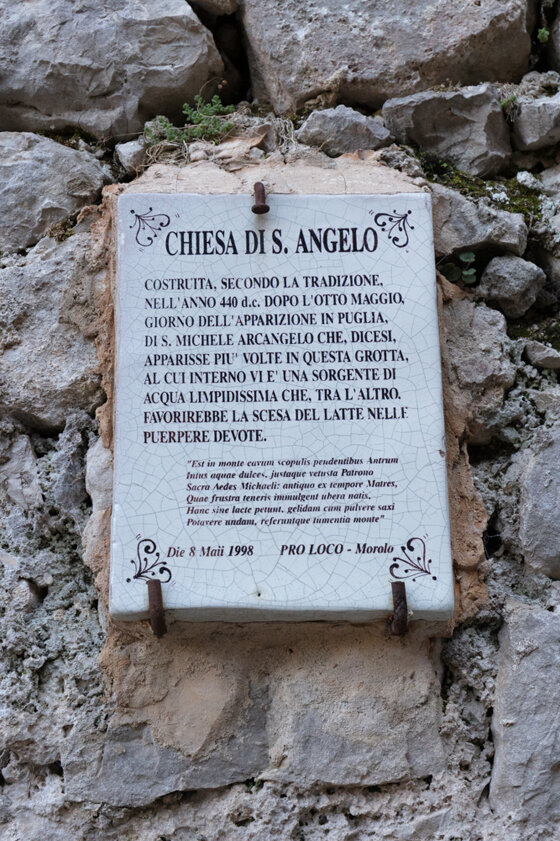 CHIESA DI S. ANGELO
COSTRUITA, SECONDO LA TRADIZIONE,
NELL'ANNO 440 d.c. DOPO L'OTTO MAGGIO,
GIORNO DELL'APPARIZIONE IN PUGLIA,
DI S. MICHELE ARCANGELO CHE, DICESI,
APPARISSE PIU' VOLTE IN QUESTA GROTTA,
AL CUI INTERNO VI E' UNA SORGENTE DI
ACQUA LIMPIDISSIMA CHE, TRA L'ALTRO.
FAVORIREBBE LA SCESA DEL LATTE NELLE
PUERPERE DEVOTE.
"Est in monte cavum scopulis pendentibus Antrum
Intus aquae dulces, justaque vetusta Patrono
Sacra Aedes Michaeli: antiquo ex tempore Matres,
Quae frustra teneris immulgent ubera natis,
Hanc sine lacte petunt, gelidam cum pulvere saxi
Potavere undam, referuntque tumentia monte"
Die 8 Maii 1998 PRO LOCO - Morolo